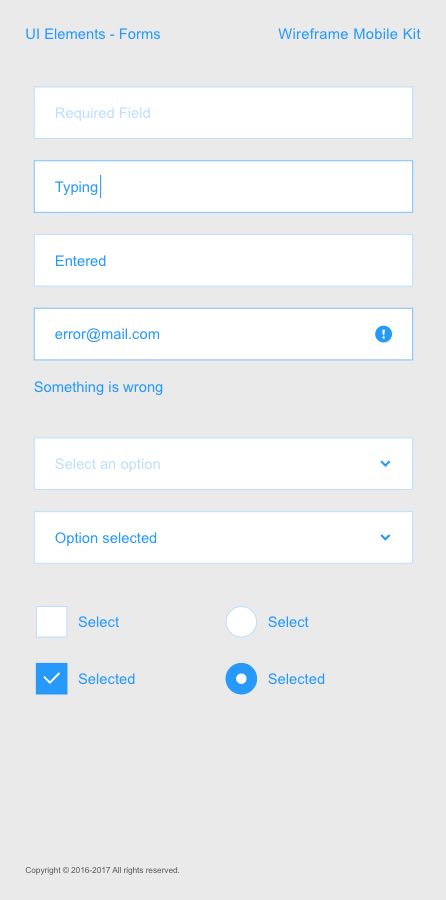 UI Elements - Forms
Wireframe Mobile Kit
Required Field
Typing
Entered
error@mail.com
Something is wrong
Select an option
Option selected
Select
Select
Selected
Selected
Copyright © 2016-2017 All rights reserved.